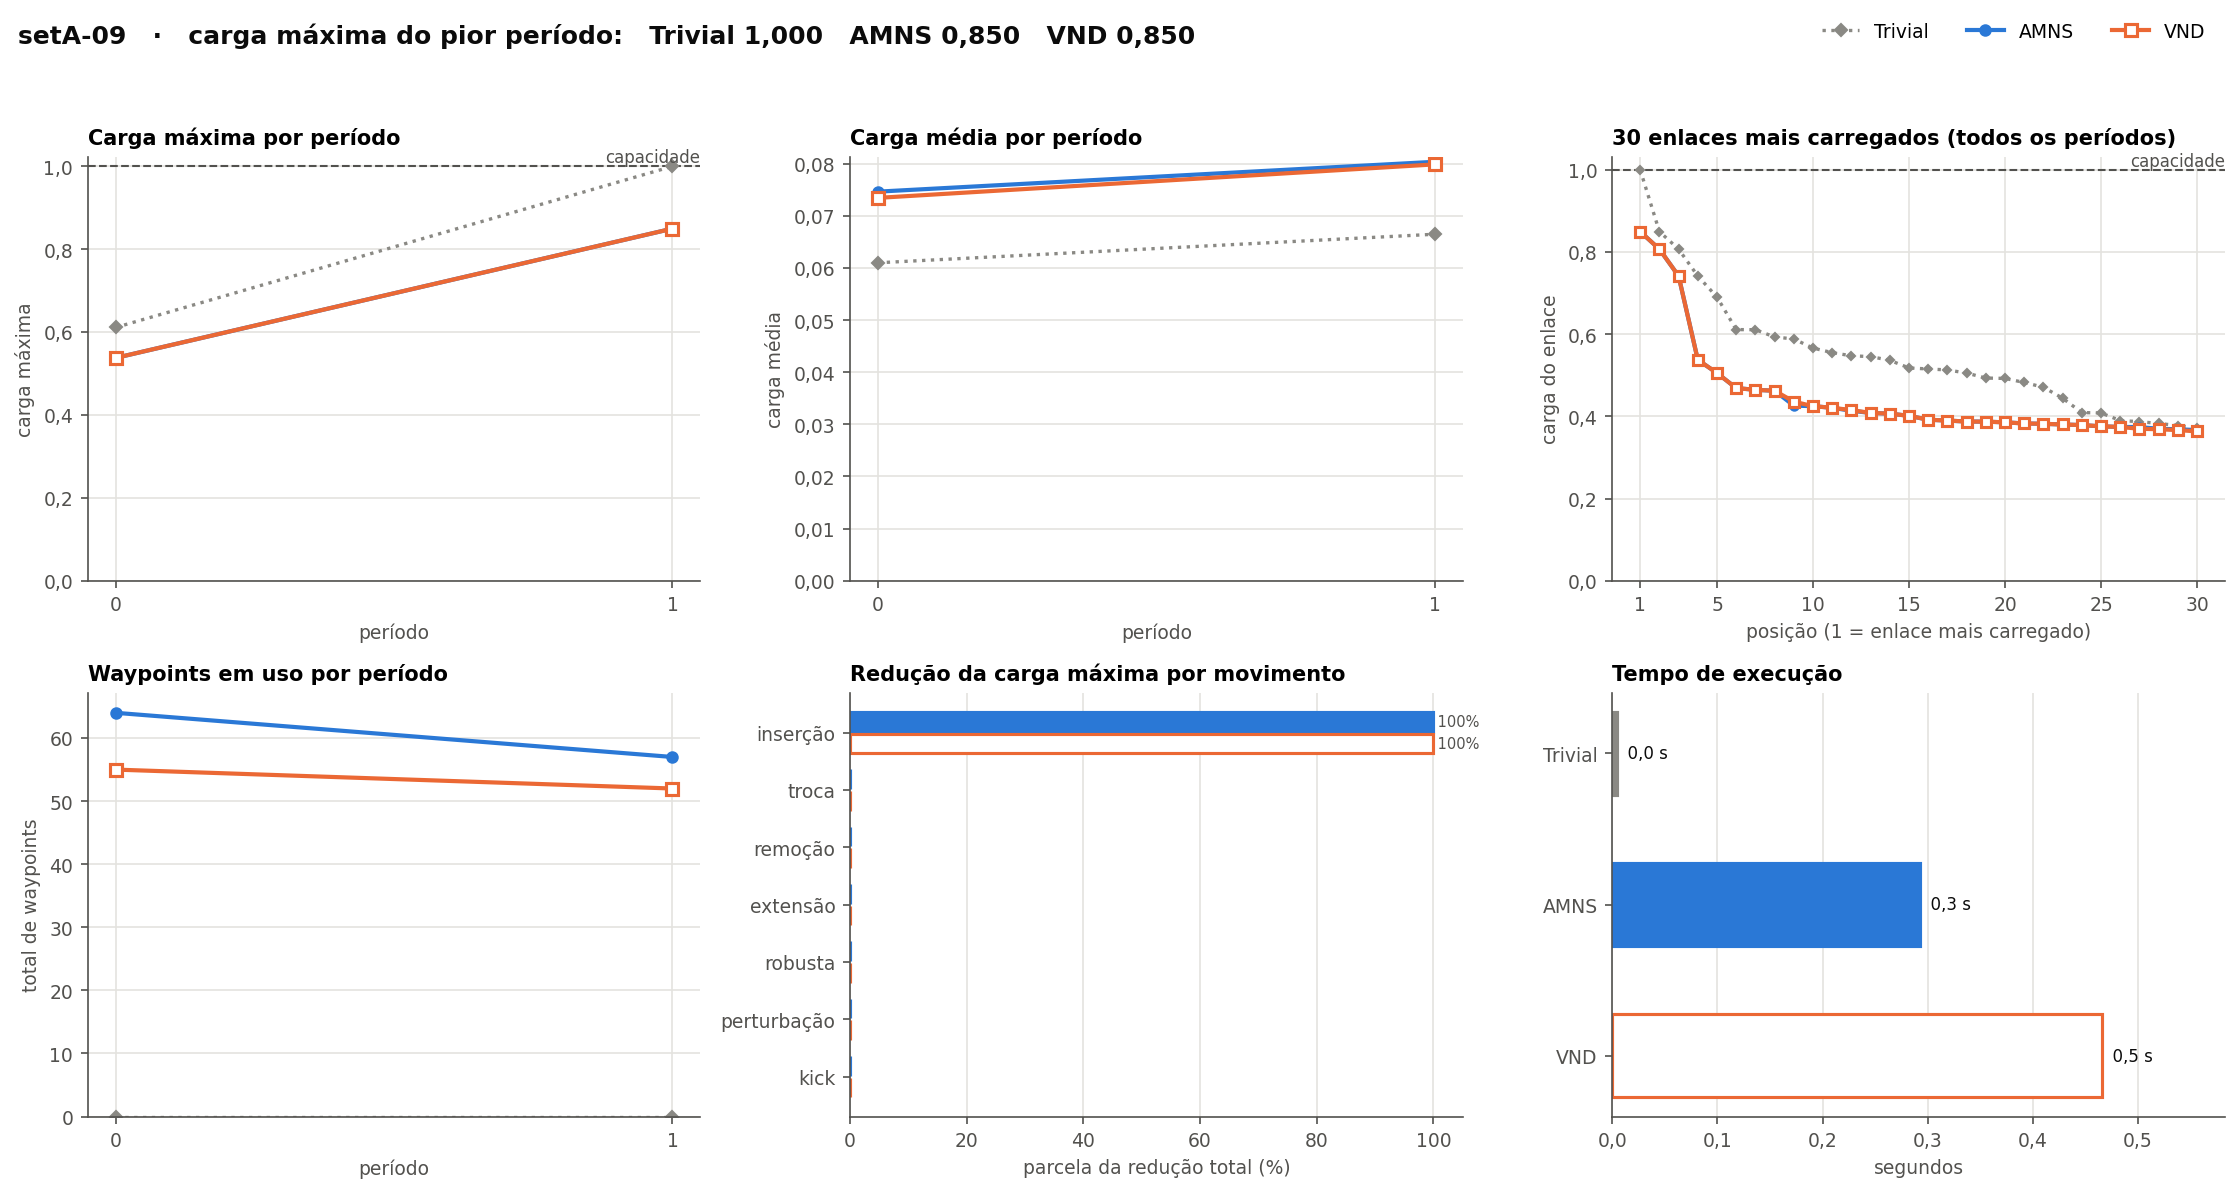 setA-09 · carga máxima do pior período: Trivial 1,000 AMNS 0,850 VND 0,850
Trivial AMNS VND
Carga máxima por período
capacidade
1,0
0,8
0,6
0,4
0,2
0,0
carga máxima
0 1
período
Carga média por período
0,08
0,07
0,06
0,05
0,04
0,03
0,02
0,01
0,00
carga média
0 1
período
30 enlaces mais carregados (todos os períodos)
capacidade
1,0
0,8
0,6
0,4
0,2
0,0
carga do enlace
1 5 10 15 20 25 30
posição (1 = enlace mais carregado)
Waypoints em uso por período
60
50
40
30
20
10
0
total de waypoints
0 1
período
Redução da carga máxima por movimento
inserção 100%
100%
troca
remoção
extensão
robusta
perturbação
kick
0 20 40 60 80 100
parcela da redução total (%)
Tempo de execução
Trivial 0,0 s
AMNS 0,3 s
VND 0,5 s
0,0 0,1 0,2 0,3 0,4 0,5
segundos